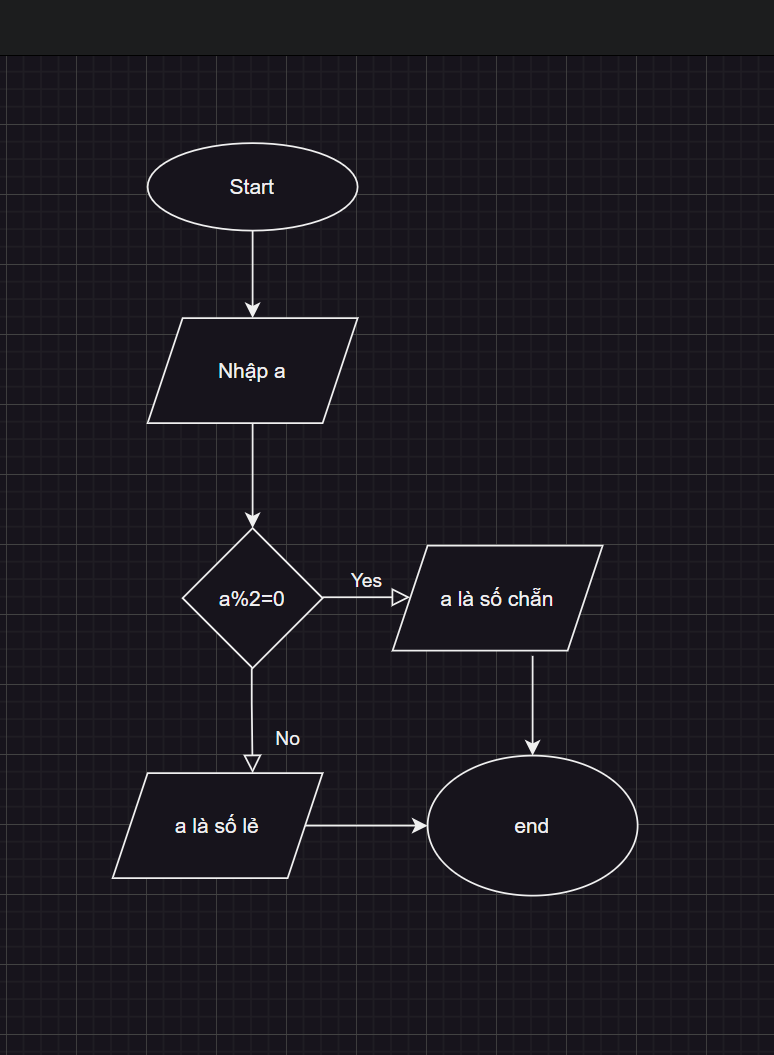 Start
Nhập a
a%2=0
Yes
a là số chẵn
No
a là số lẻ
end